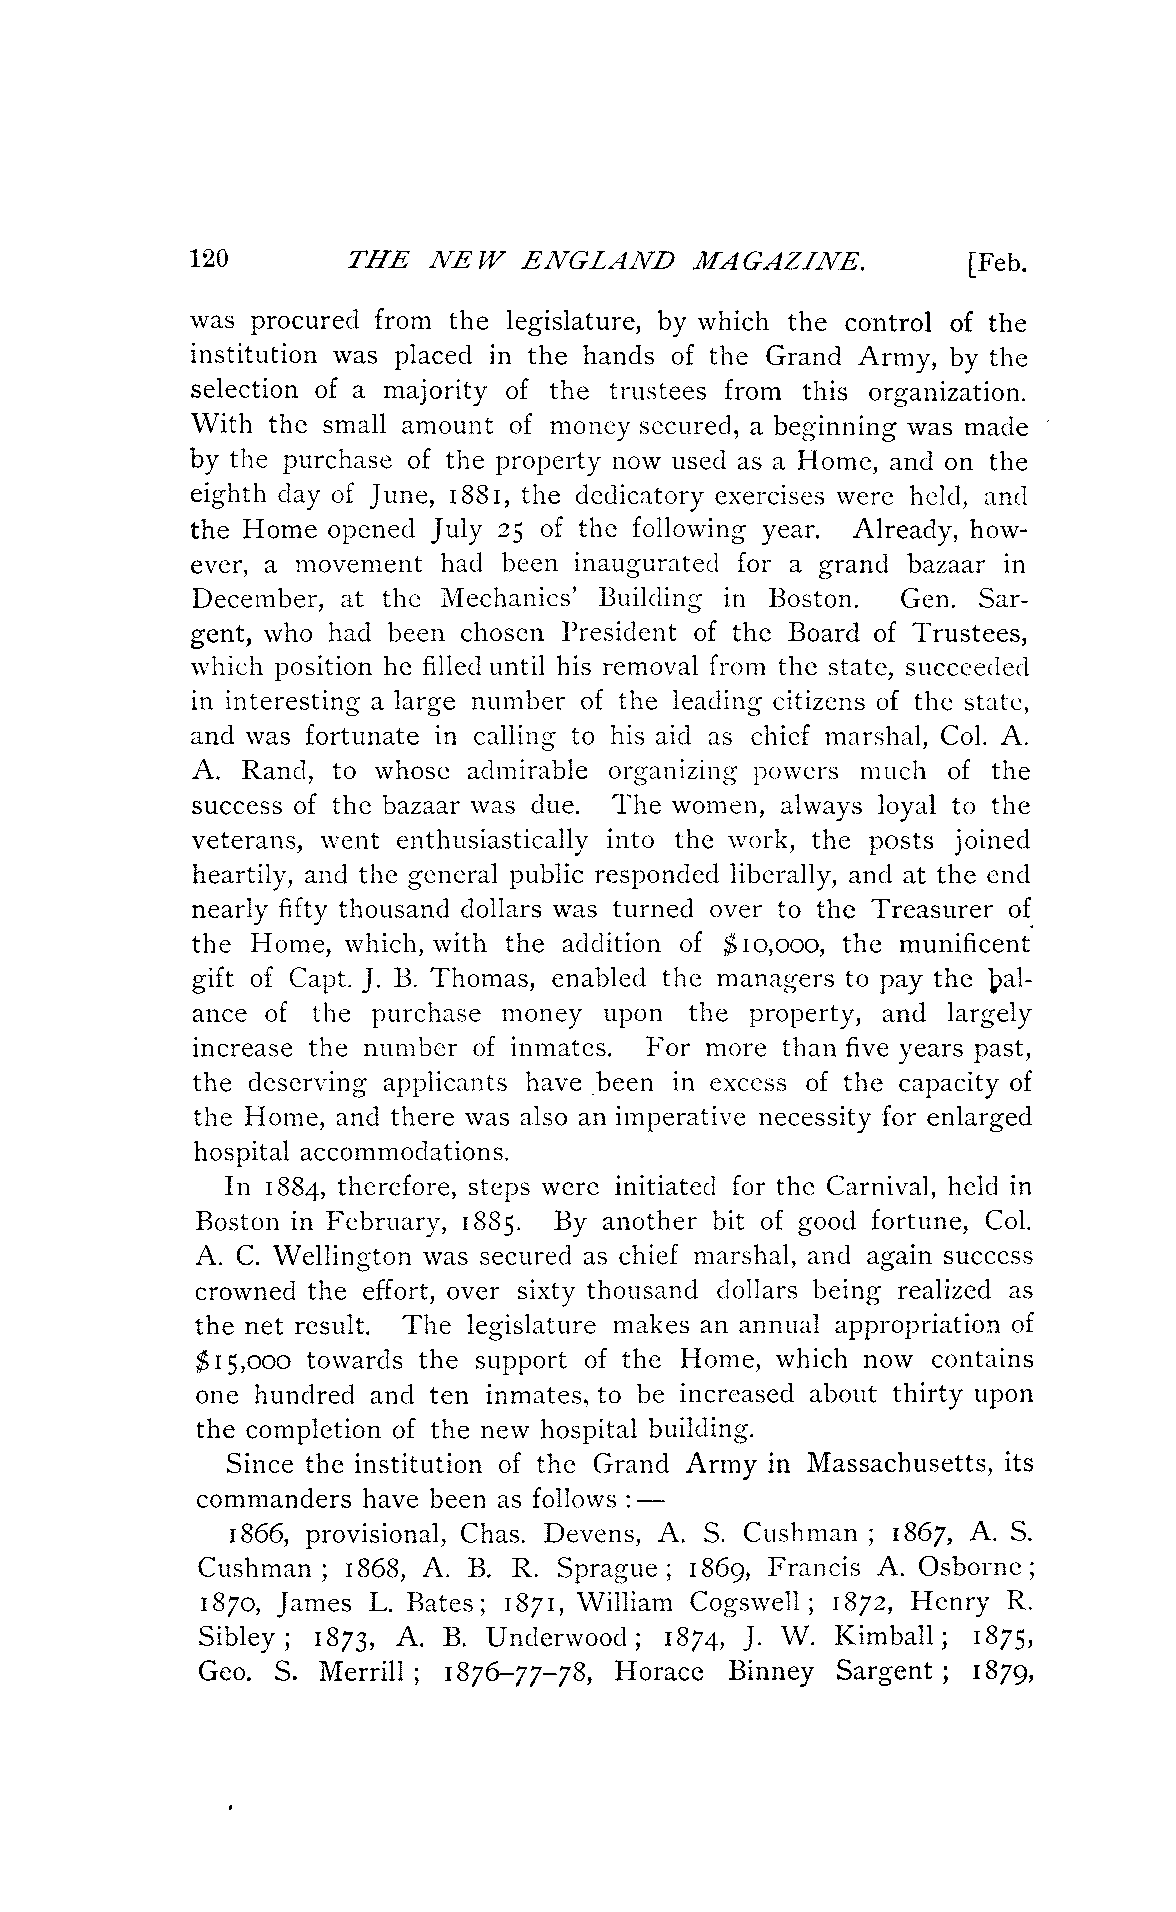 120 THE NEW ENGLAND MAGAZINE. [Feb.
was procured from the legislature, by which the control of the
institution was placed in the hands of the Grand Army, by the
selection of a majority of the trustees from this organization.
With the small amount of money secured, a beginning was made
by the purchase of the property now used as a Home, and on the
eighth day of June, 1881, the dedicatory exercises were held, and
the Home opened July 25 of the following year. Already, how-
ever, a movement had been inaugurated for a grand bazaar in
December, at the Mechanics' Building in Boston. Gen. Sar-
gent, who had been chosen President of the Board of Trustees,
which position he filled until his removal from the state, succeeded
in interesting a large number of the leading citizens of the state,
and was fortunate in calling to his aid as chief marshal, Col. A.
A. Rand, to whose admirable organizing powers much of the
success of the bazaar was due. The women, always loyal to the
veterans, went enthusiastically into the work, the posts joined
heartily, and the general public responded liberally, and at the end
nearly fifty thousand dollars was turned over to the Treasurer of
the Home, which, with the addition of $10,000, the munificent
gift of Capt. J. B. Thomas, enabled the managers to pay the bal-
ance of the purchase money upon the property, and largely
increase the number of inmates. For more than five years past,
the deserving applicants have been in excess of the capacity of
the Home, and there was also an imperative necessity for enlarged
hospital accommodations.
In 1884, therefore, steps were initiated for the Carnival, held in
Boston in February, 1885. By another bit of good fortune, Col.
A. C. Wellington was secured as chief marshal, and again success
crowned the effort, over sixty thousand dollars being realized as
the net result. The legislature makes an annual appropriation of
$15,000 towards the support of the Home, which now contains
one hundred and ten inmates, to be increased about thirty upon
the completion of the new hospital building.
Since the institution of the Grand Army in Massachusetts, its
commanders have been as follows : —
1866, provisional, Chas. Devens, A. S. Cushman ; 1867, A. S.
Cushman ; 1868, A. B. R. Sprague ; 1869, Francis A. Osborne ;
1870, James L. Bates ; 1871, William Cogswell ; 1872, Henry R.
Sibley ; 1873, A. B. Underwood ; 1874, J. W. Kimball ; 1875,
Geo. S. Merrill ; 1876–77–78, Horace Binney Sargent ; 1879,